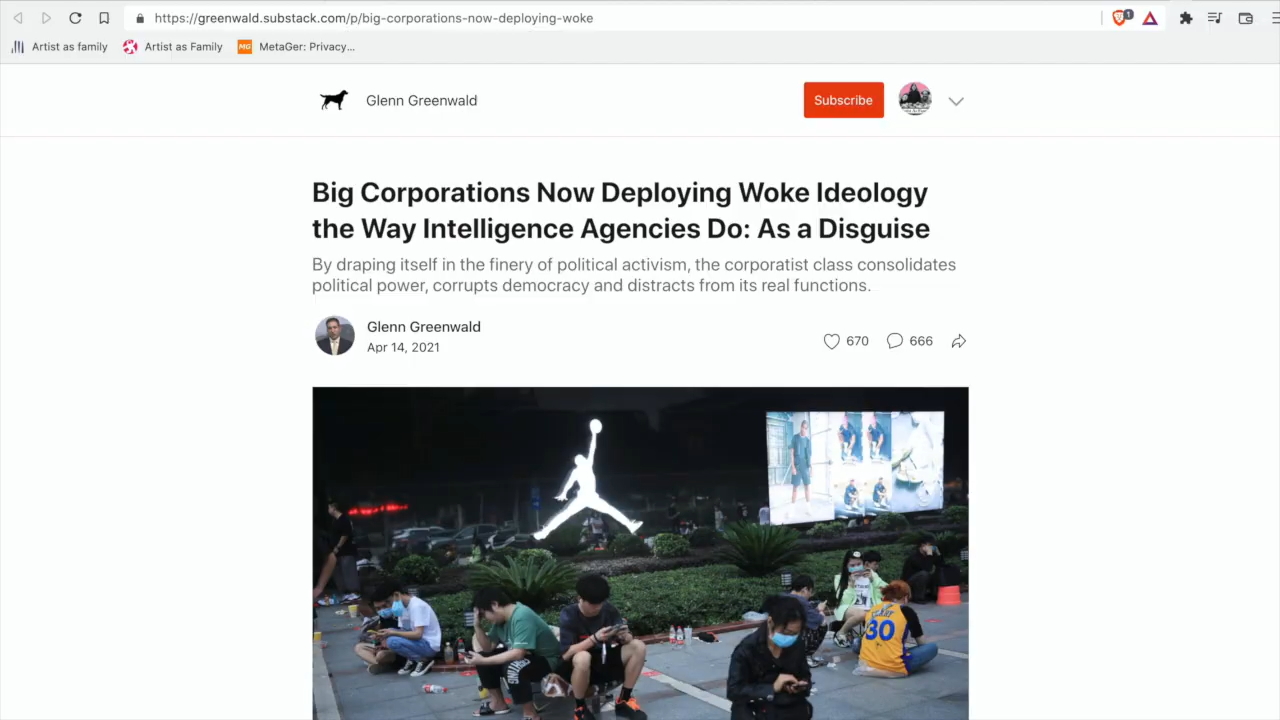 https://greenwald.substack.com/p/big-corporations-now-deploying-woke
1
Artist as family
Artist as Family
MG
MetaGer: Privacy...
Glenn Greenwald
Subscribe
Big Corporations Now Deploying Woke Ideology
the Way Intelligence Agencies Do: As a Disguise
By draping itself in the finery of political activism, the corporatist class consolidates
political power, corrupts democracy and distracts from its real functions.
Glenn Greenwald
Apr 14, 2021
670
666
30